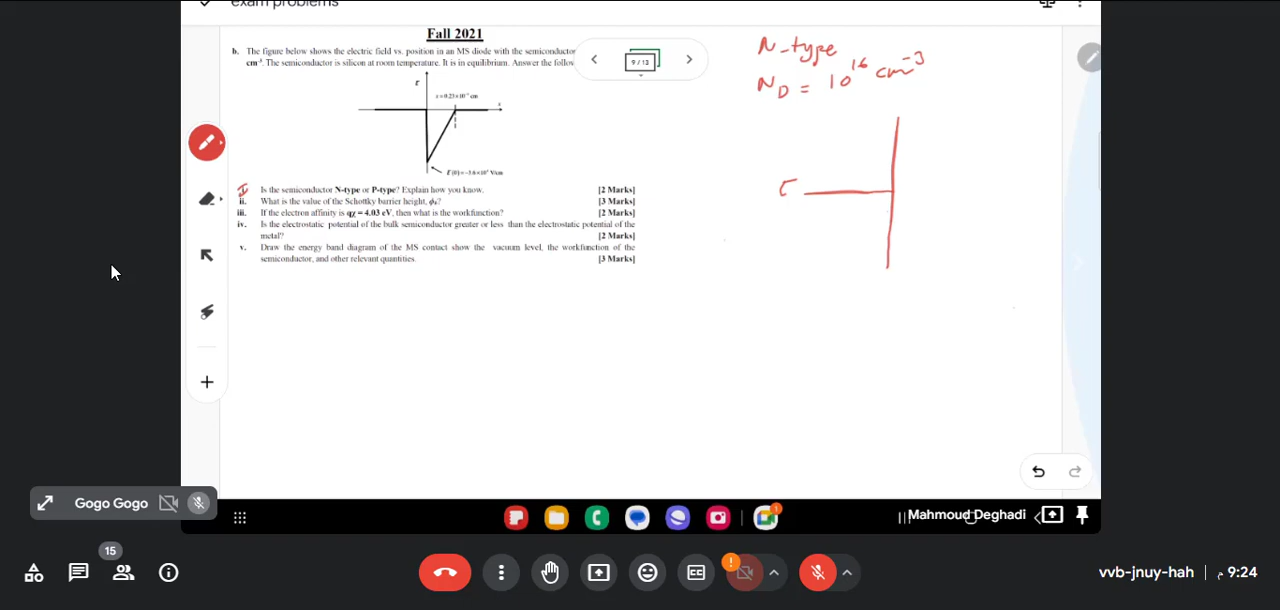 exam problems
Fall 2021
b. The figure below shows the electric field vs. position in an MS diode with the semiconductor
cm⁻³. The semiconductor is silicon at room temperature. It is in equilibrium. Answer the follow
9 / 13
N-type
N_D = 10^16 cm^-3
I Is the semiconductor N-type or P-type? Explain how you know. [2 Marks]
ii. What is the value of the Schottky barrier height, [3 Marks]
iii. If the electron affinity is qχ = 4.03 eV, then what is the workfunction? [2 Marks]
iv. Is the electrostatic potential of the bulk semiconductor greater or less than the electrostatic potential of the
metal? [2 Marks]
v. Draw the energy band diagram of the MS contact show the vacuum level, the workfunction of the
semiconductor, and other relevant quantities. [3 Marks]
Gogo Gogo
Mahmoud Deghadi
15
vvb-jnuy-hah
9:24 م